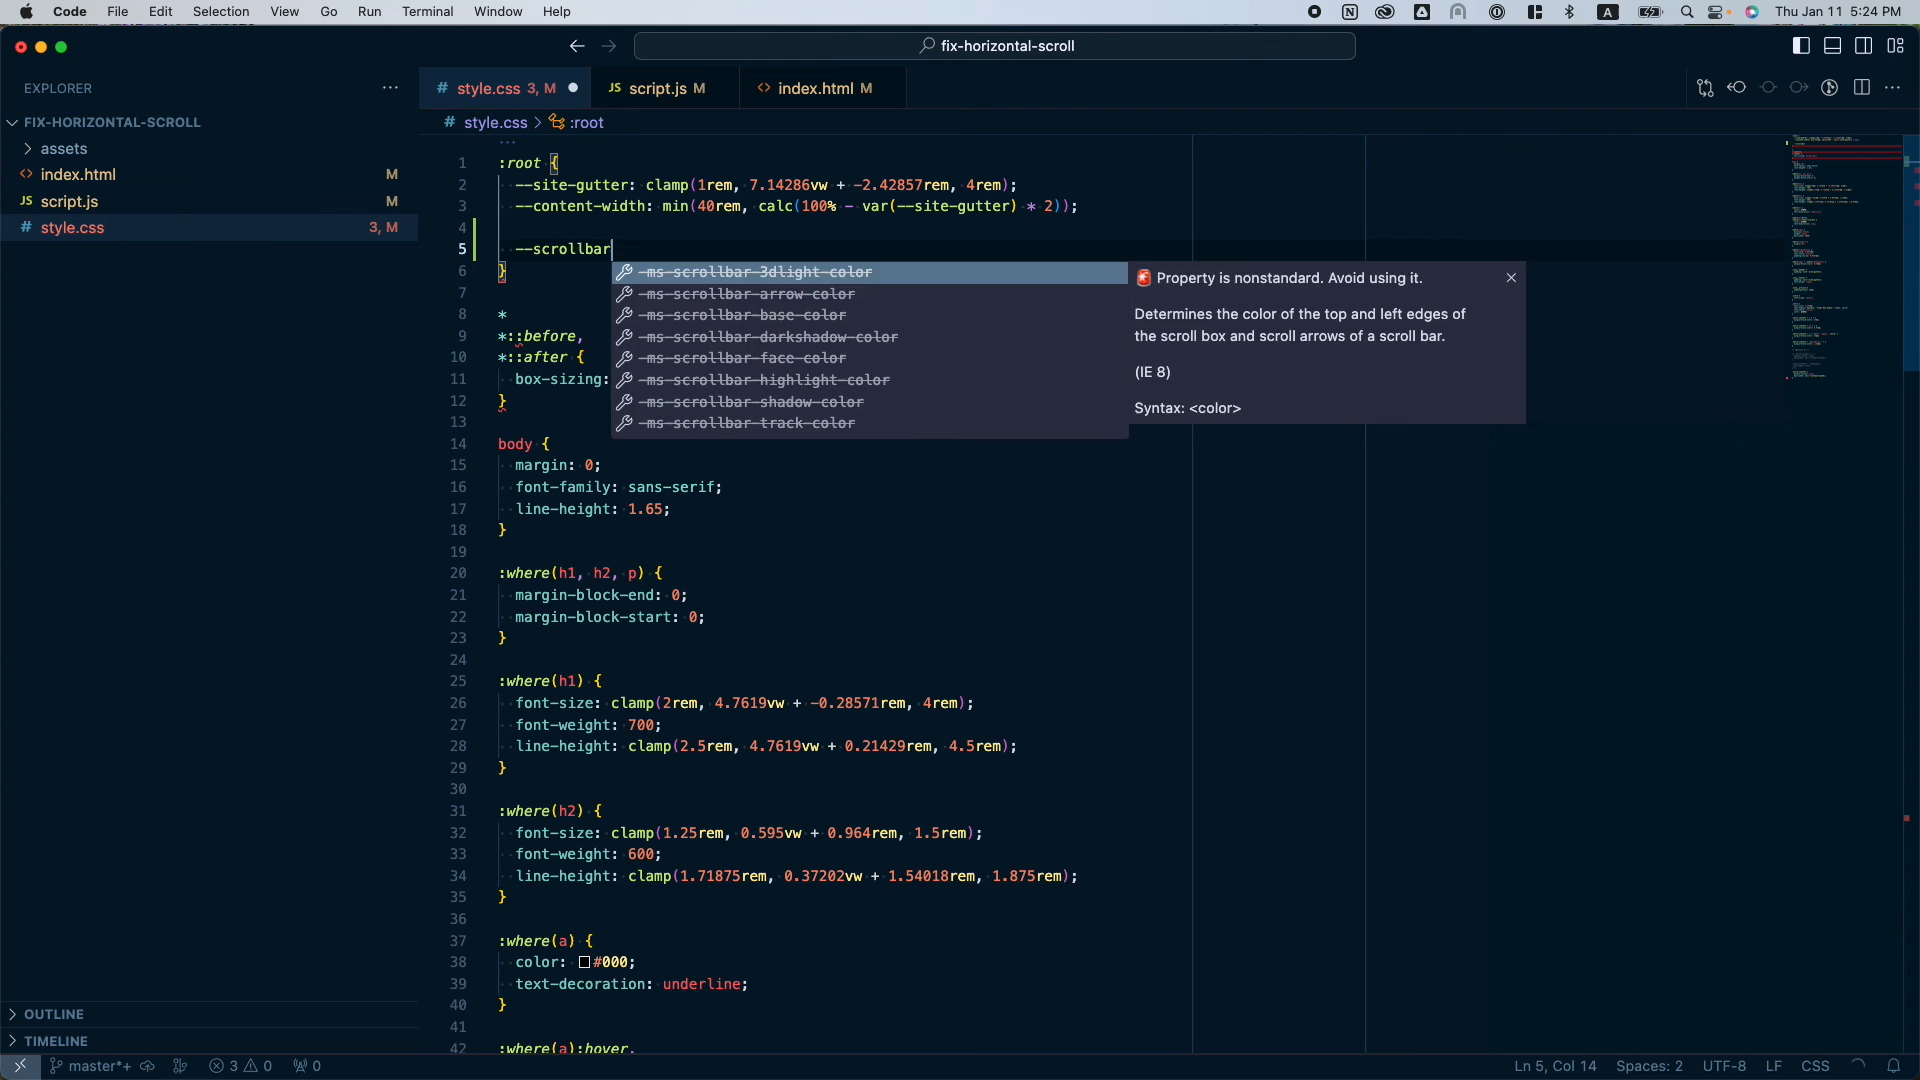 Code File Edit Selection View Go Run Terminal Window Help
A
Thu Jan 11 5:24 PM
fix-horizontal-scroll
EXPLORER
FIX-HORIZONTAL-SCROLL
assets
<> index.html M
JS script.js M
# style.css 3, M
OUTLINE
TIMELINE
# style.css 3, M
JS script.js M
<> index.html M
# style.css > :root
1 :root {
2 --site-gutter: clamp(1rem, 7.14286vw + -2.42857rem, 4rem);
3 --content-width: min(40rem, calc(100% - var(--site-gutter) * 2));
4
5 --scrollbar
6 }
7
8 *
9 *::before,
10 *::after {
11 box-sizing:
12 }
13
14 body {
15 margin: 0;
16 font-family: sans-serif;
17 line-height: 1.65;
18 }
19
20 :where(h1, h2, p) {
21 margin-block-end: 0;
22 margin-block-start: 0;
23 }
24
25 :where(h1) {
26 font-size: clamp(2rem, 4.7619vw + -0.28571rem, 4rem);
27 font-weight: 700;
28 line-height: clamp(2.5rem, 4.7619vw + 0.21429rem, 4.5rem);
29 }
30
31 :where(h2) {
32 font-size: clamp(1.25rem, 0.595vw + 0.964rem, 1.5rem);
33 font-weight: 600;
34 line-height: clamp(1.71875rem, 0.37202vw + 1.54018rem, 1.875rem);
35 }
36
37 :where(a) {
38 color: #000;
39 text-decoration: underline;
40 }
41
42 :where(a):hover,
-ms-scrollbar-3dlight-color
-ms-scrollbar-arrow-color
-ms-scrollbar-base-color
-ms-scrollbar-darkshadow-color
-ms-scrollbar-face-color
-ms-scrollbar-highlight-color
-ms-scrollbar-shadow-color
-ms-scrollbar-track-color
Property is nonstandard. Avoid using it.
Determines the color of the top and left edges of
the scroll box and scroll arrows of a scroll bar.
(IE 8)
Syntax: <color>
master*+ 3 0 0
Ln 5, Col 14 Spaces: 2 UTF-8 LF CSS